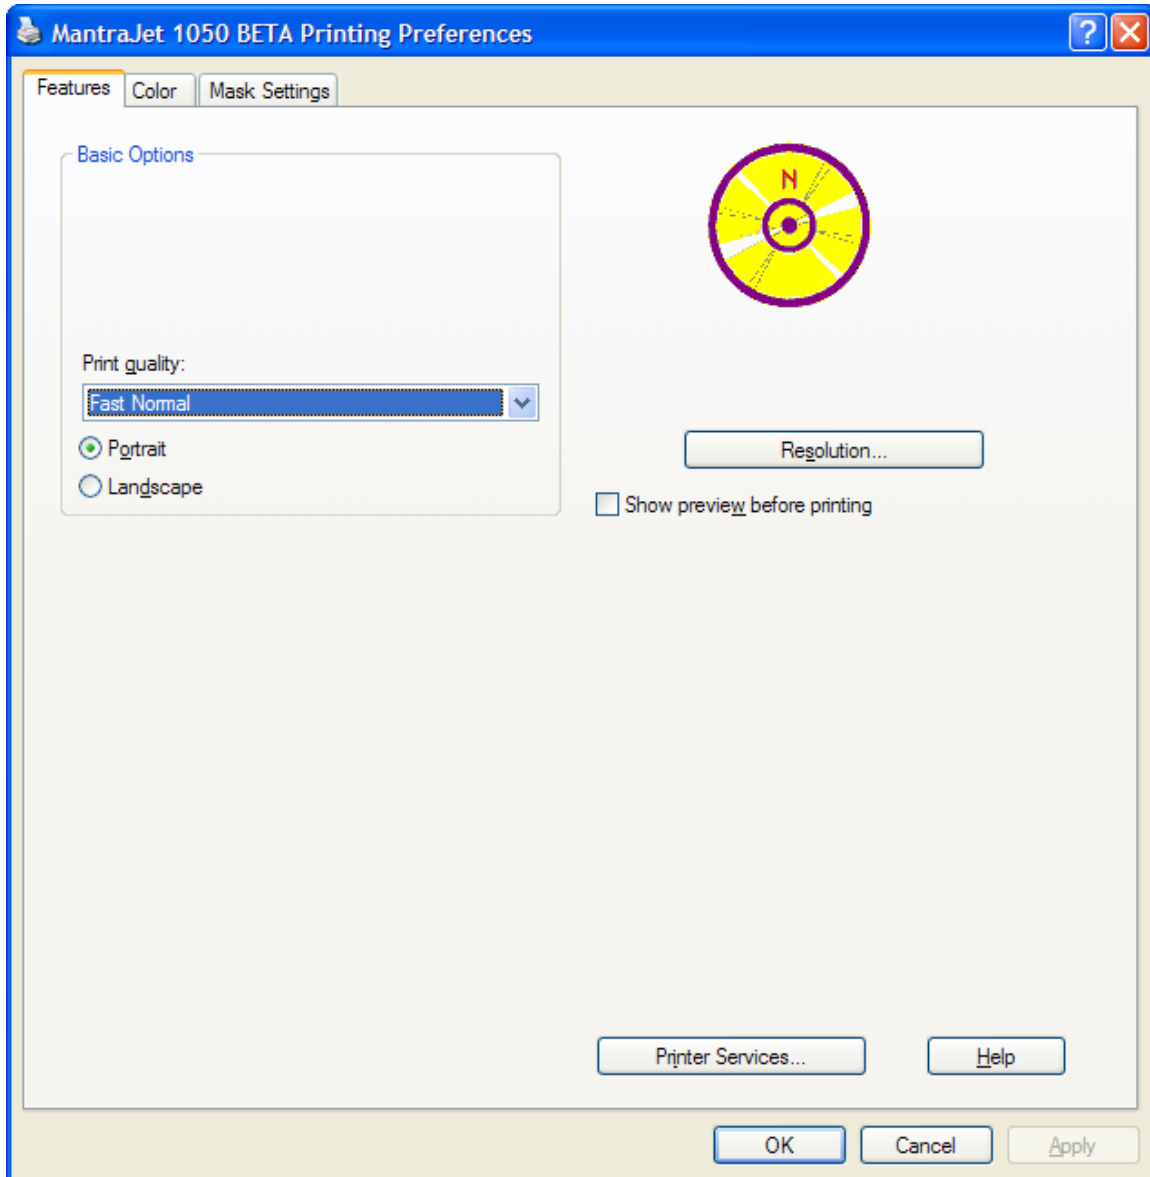 MantraJet 1050 BETA Printing Preferences
?
Features Color Mask Settings
Basic Options
N
Print quality:
Fast Normal
Portrait
Landscape
Resolution...
Show preview before printing
Printer Services... Help
OK Cancel Apply